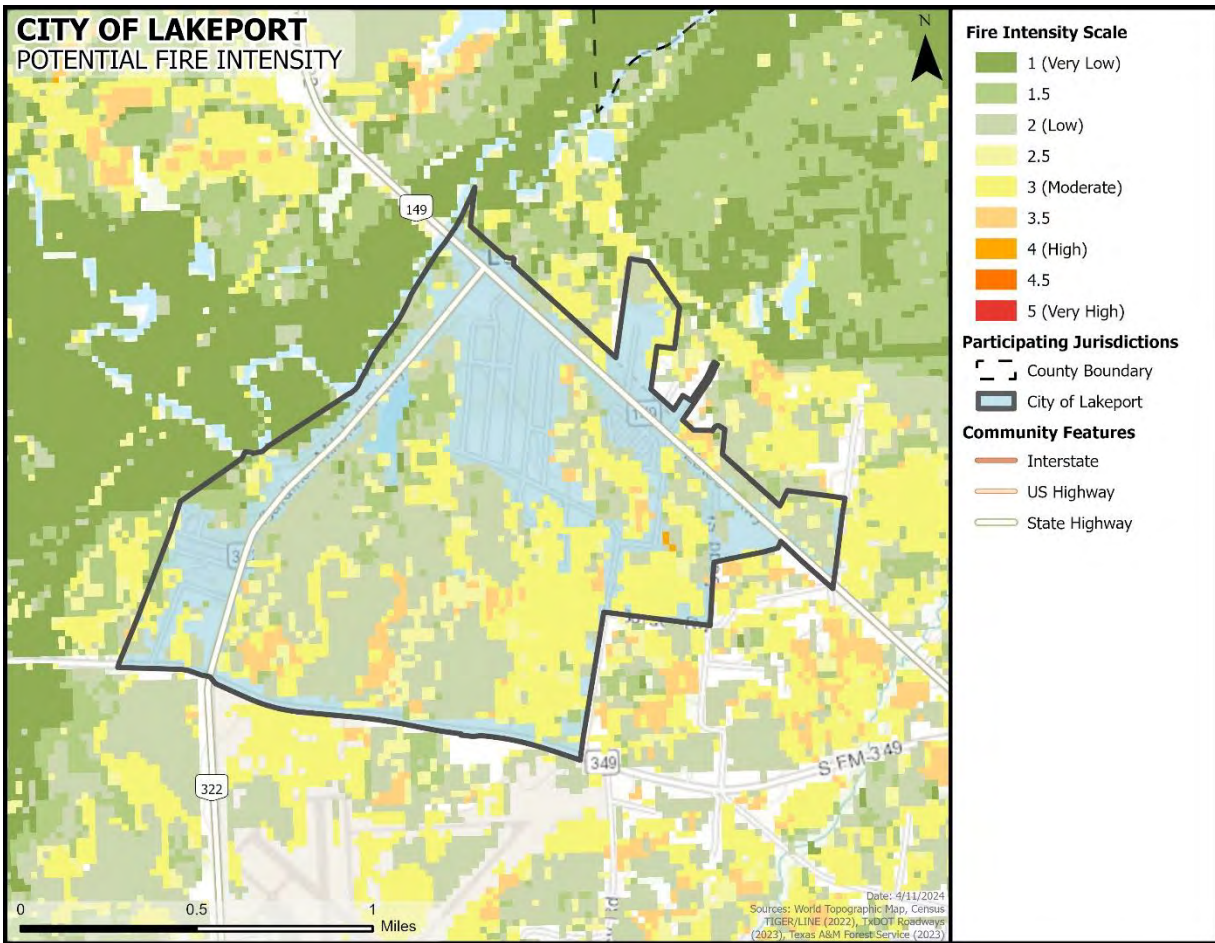 CITY OF LAKEPORT
POTENTIAL FIRE INTENSITY
N
149
322
349
S FM-349
0 0.5 1
Miles
Date: 4/11/2024
Sources: World Topographic Map, Census
TIGER/LINE (2022), TxDOT Roadways
(2023), Texas A&M Forest Service (2023)
Fire Intensity Scale
1 (Very Low)
1.5
2 (Low)
2.5
3 (Moderate)
3.5
4 (High)
4.5
5 (Very High)
Participating Jurisdictions
County Boundary
City of Lakeport
Community Features
Interstate
US Highway
State Highway